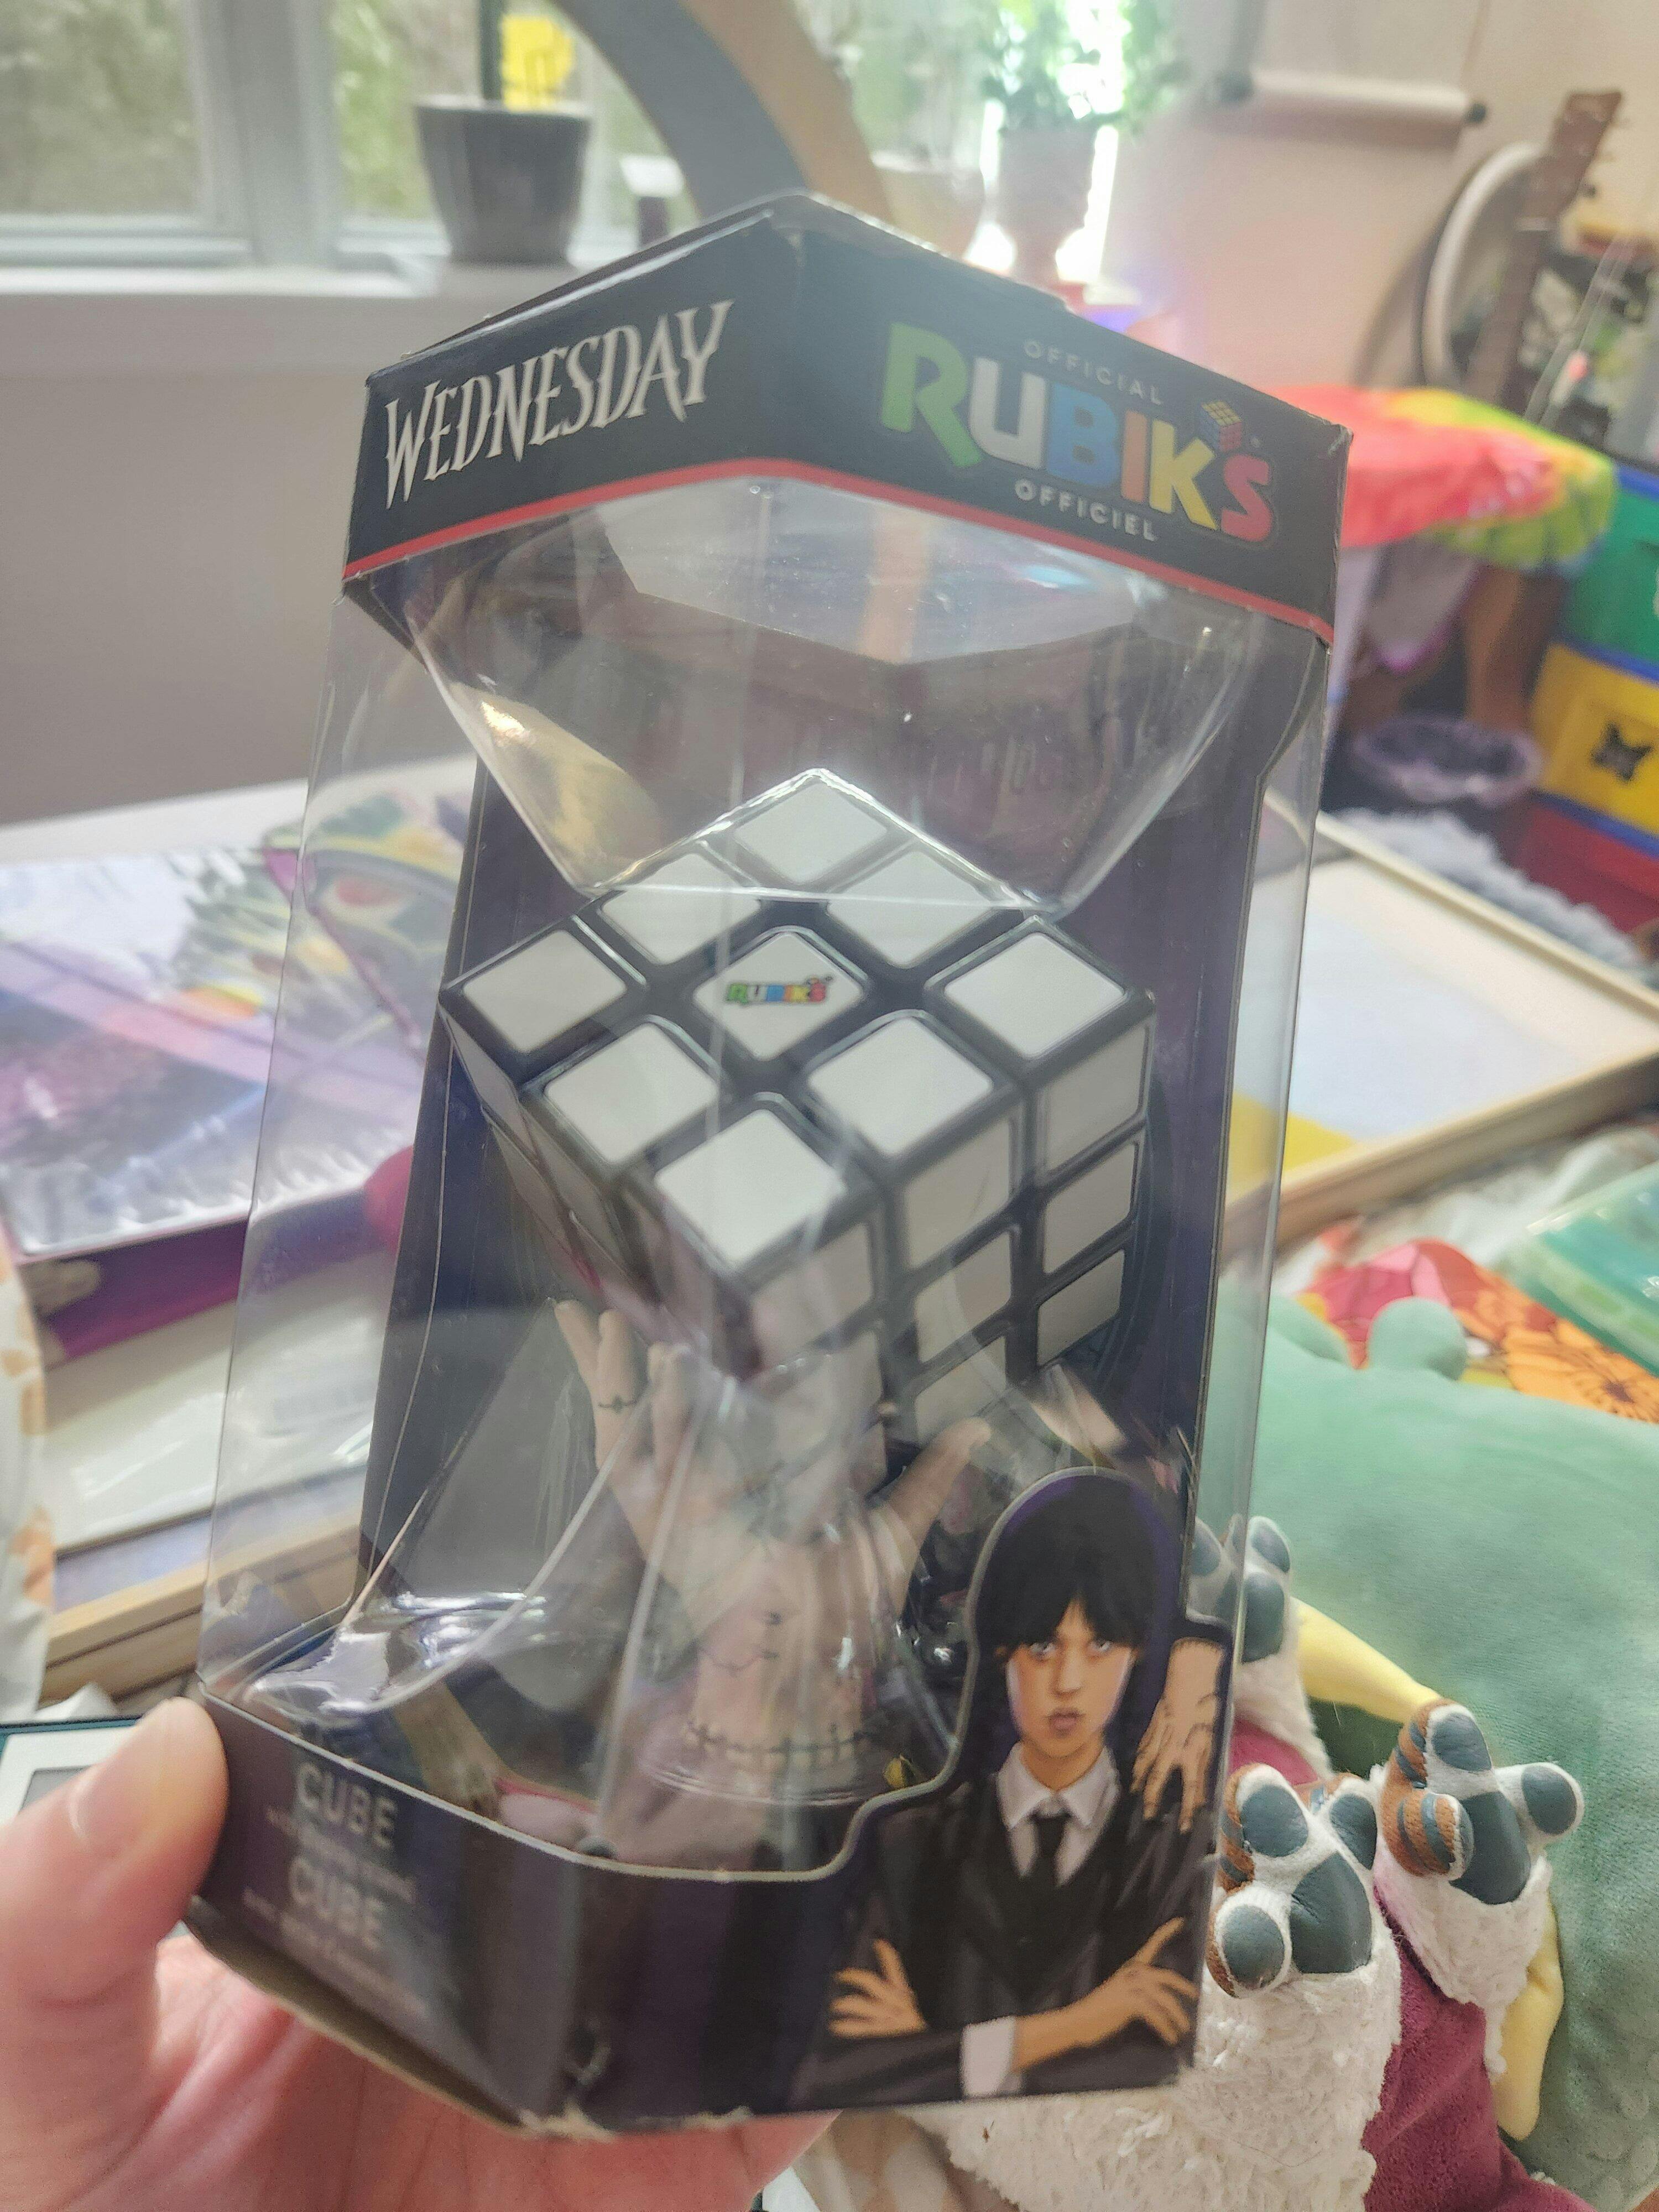 WEDNESDAY
OFFICIAL
RUBIK'S
OFFICIEL
RUBIK'S
CUBE
CUBE